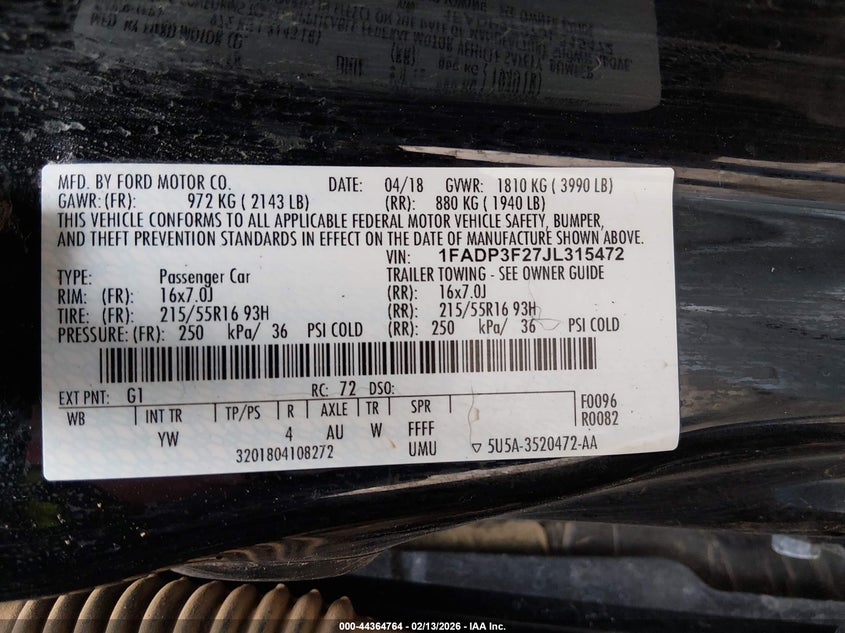 MFD. BY FORD MOTOR CO. DATE: 04/18 GVWR: 1810 KG ( 3990 LB)
GAWR: (FR): 972 KG ( 2143 LB) (RR): 880 KG ( 1940 LB)
THIS VEHICLE CONFORMS TO ALL APPLICABLE FEDERAL MOTOR VEHICLE SAFETY, BUMPER,
AND THEFT PREVENTION STANDARDS IN EFFECT ON THE DATE OF MANUFACTURE SHOWN ABOVE.
VIN: 1FADP3F27JL315472
TYPE: Passenger Car TRAILER TOWING - SEE OWNER GUIDE
RIM: (FR): 16x7.0J (RR): 16x7.0J
TIRE: (FR): 215/55R16 93H (RR): 215/55R16 93H
PRESSURE: (FR): 250 kPa/ 36 PSI COLD (RR): 250 kPa/ 36 PSI COLD
EXT PNT: G1 RC: 72 DSO: F0096
WB INT TR TP/PS R AXLE TR SPR R0082
YW 4 AU W FFFF
3201804108272 UMU 5U5A-3520472-AA
000-44364764 - 02/13/2026 - IAA Inc.